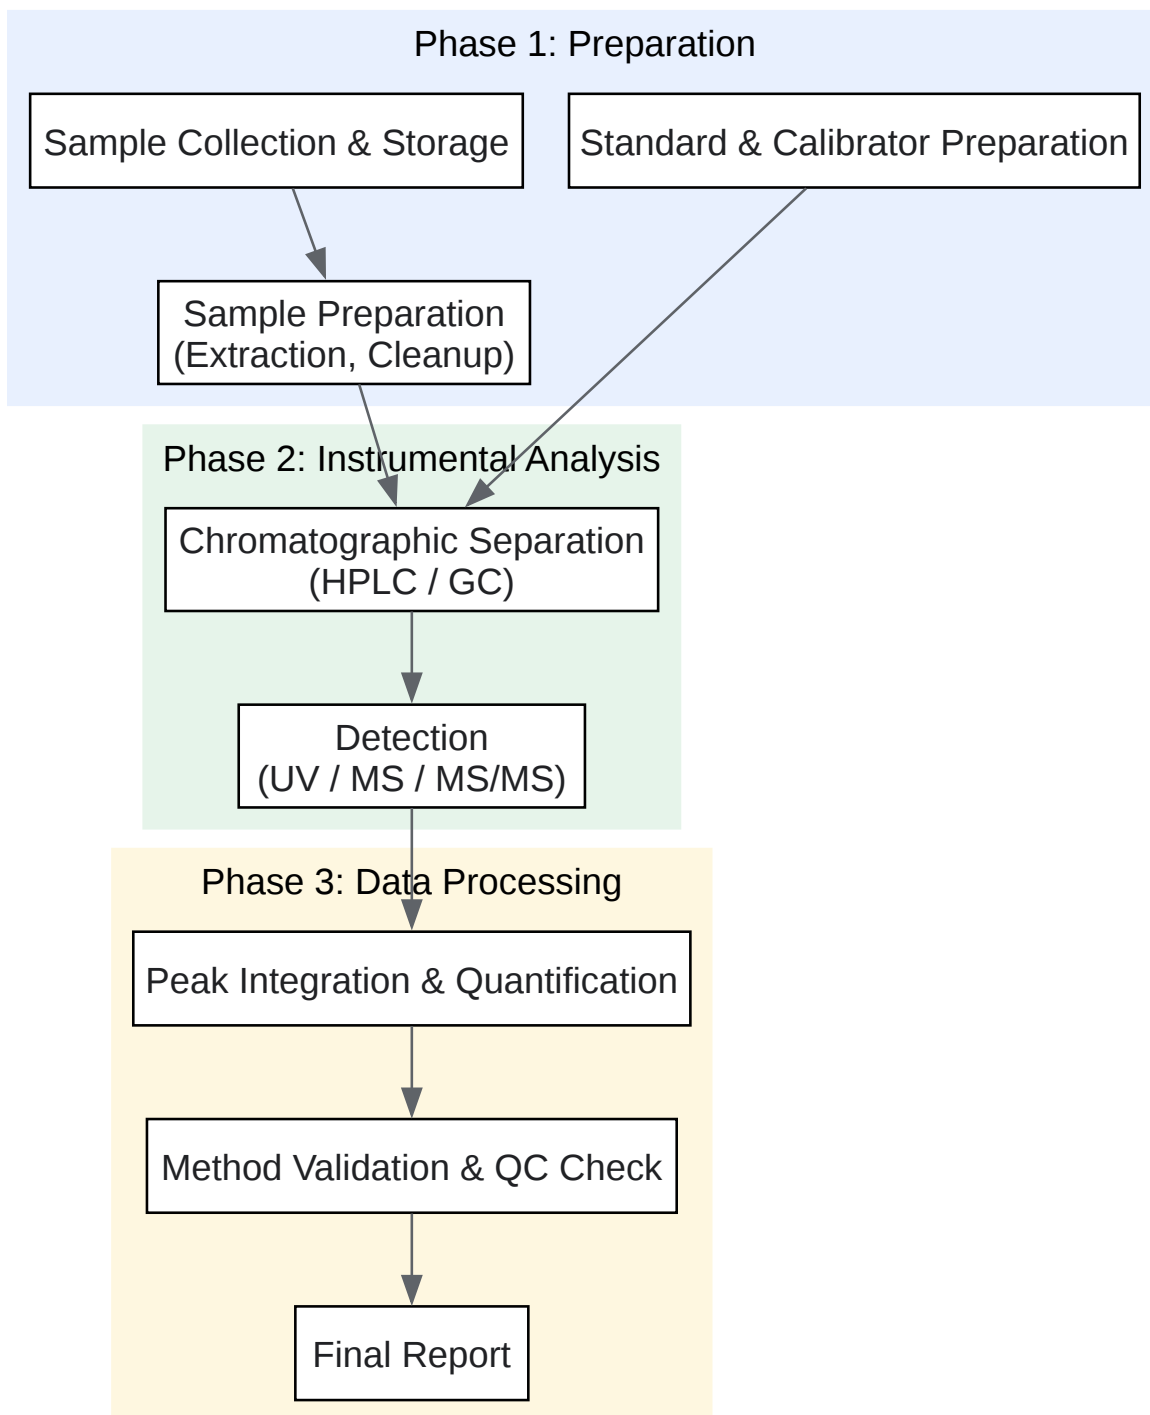 Phase 1: Preparation
Sample Collection & Storage
Standard & Calibrator Preparation
Sample Preparation
(Extraction, Cleanup)
Phase 2: Instrumental Analysis
Chromatographic Separation
(HPLC / GC)
Detection
(UV / MS / MS/MS)
Phase 3: Data Processing
Peak Integration & Quantification
Method Validation & QC Check
Final Report